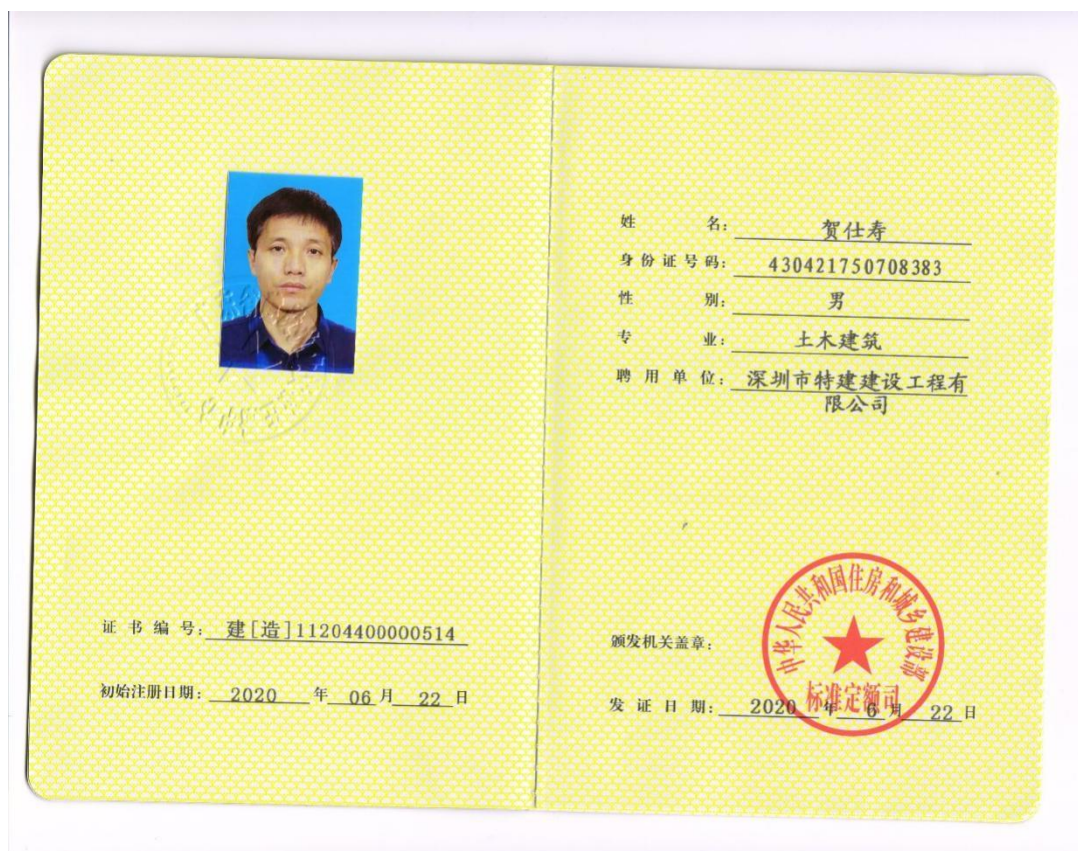 姓 名: 贺仕寿
身份证号码: 430421750708383
性 别: 男
专 业: 土木建筑
聘用单位: 深圳市特建建设工程有
限公司
证书编号: 建[造]11204400000514
初始注册日期: 2020 年 06 月 22 日
颁发机关盖章:
中华人民共和国住房和城乡建设部
标准定额司
发证日期: 2020 年 6 月 22 日